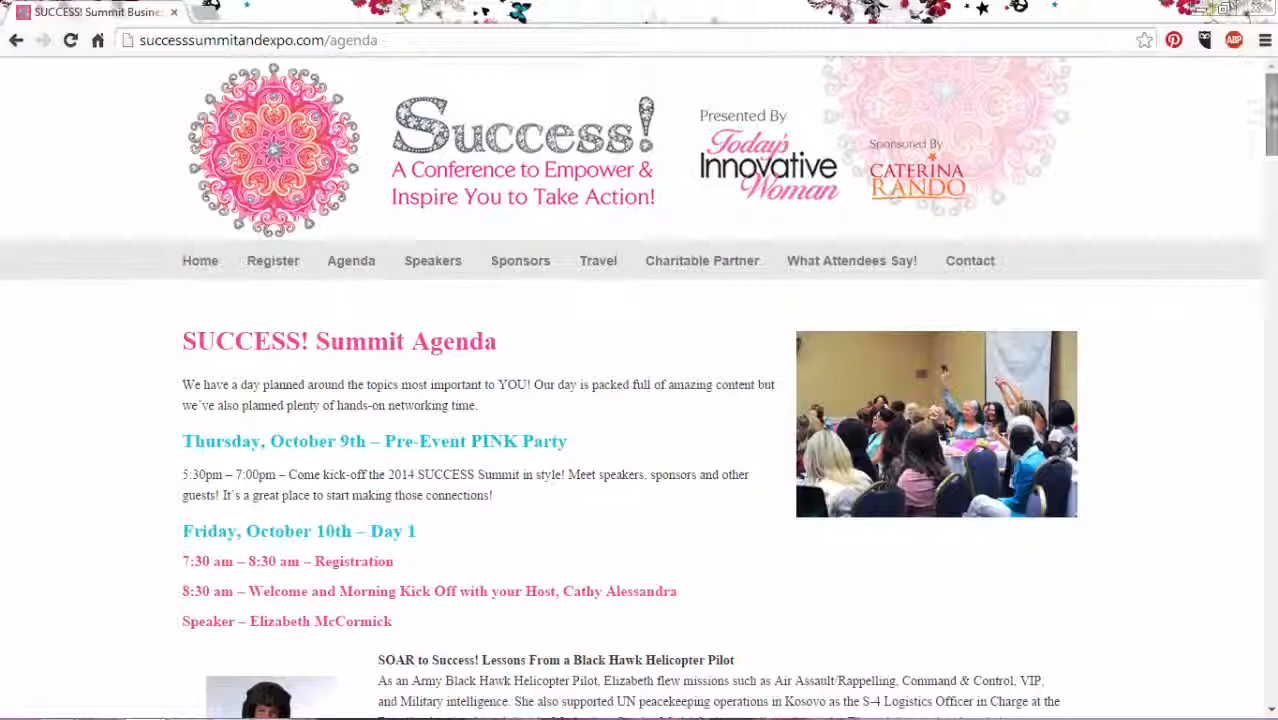 SUCCESS! Summit Busine
successsummitandexpo.com/agenda
ABP
Success!
A Conference to Empower &
Inspire You to Take Action!
Presented By
Today's
Innovative
Woman
Sponsored By
CATERINA
RANDO
Home Register Agenda Speakers Sponsors Travel Charitable Partner What Attendees Say! Contact
SUCCESS! Summit Agenda
We have a day planned around the topics most important to YOU! Our day is packed full of amazing content but
we've also planned plenty of hands-on networking time.
Thursday, October 9th – Pre-Event PINK Party
5:30pm – 7:00pm – Come kick-off the 2014 SUCCESS Summit in style! Meet speakers, sponsors and other
guests! It's a great place to start making those connections!
Friday, October 10th – Day 1
7:30 am – 8:30 am – Registration
8:30 am – Welcome and Morning Kick Off with your Host, Cathy Alessandra
Speaker – Elizabeth McCormick
SOAR to Success! Lessons From a Black Hawk Helicopter Pilot
As an Army Black Hawk Helicopter Pilot, Elizabeth flew missions such as Air Assault/Rappelling, Command & Control, VIP,
and Military intelligence. She also supported UN peacekeeping operations in Kosovo as the S-4 Logistics Officer in Charge at the